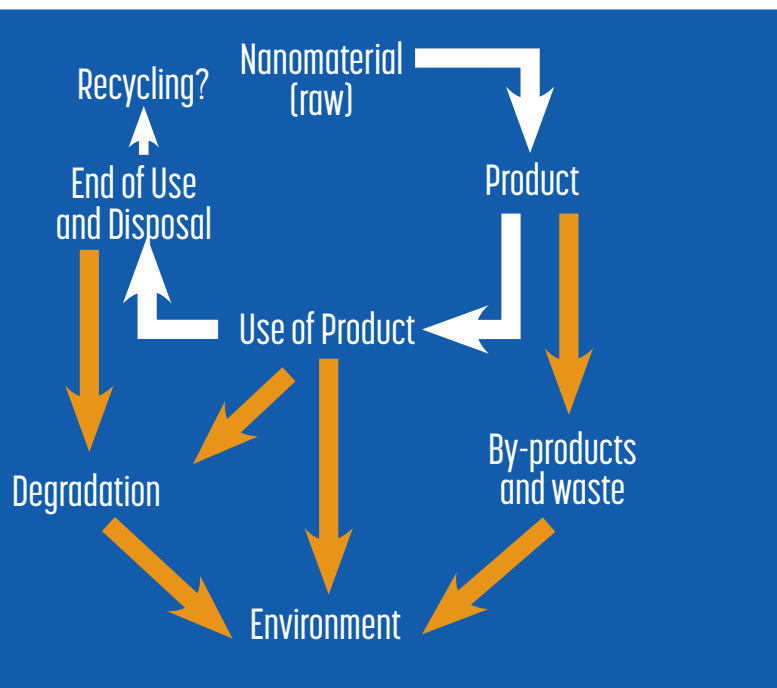 Nanomaterial
(raw)
Recycling?
Product
End of Use
and Disposal
Use of Product
By-products
and waste
Degradation
Environment